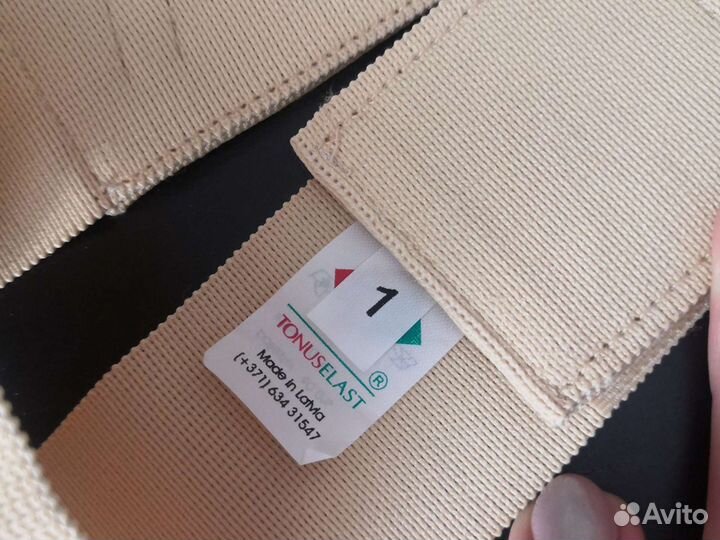 1
TONUSELAST®
Made in Latvia
(+371) 634 31547
Avito